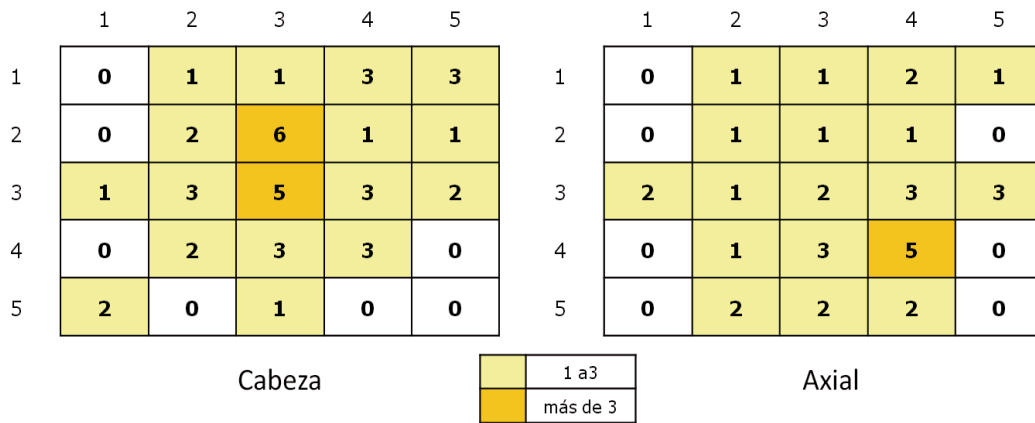 1 2 3 4 5 1 2 3 4 5
1 0 1 1 3 3 1 0 1 1 2 1
2 0 2 6 1 1 2 0 1 1 1 0
3 1 3 5 3 2 3 2 1 2 3 3
4 0 2 3 3 0 4 0 1 3 5 0
5 2 0 1 0 0 5 0 2 2 2 0
Cabeza 1 a3 Axial
más de 3